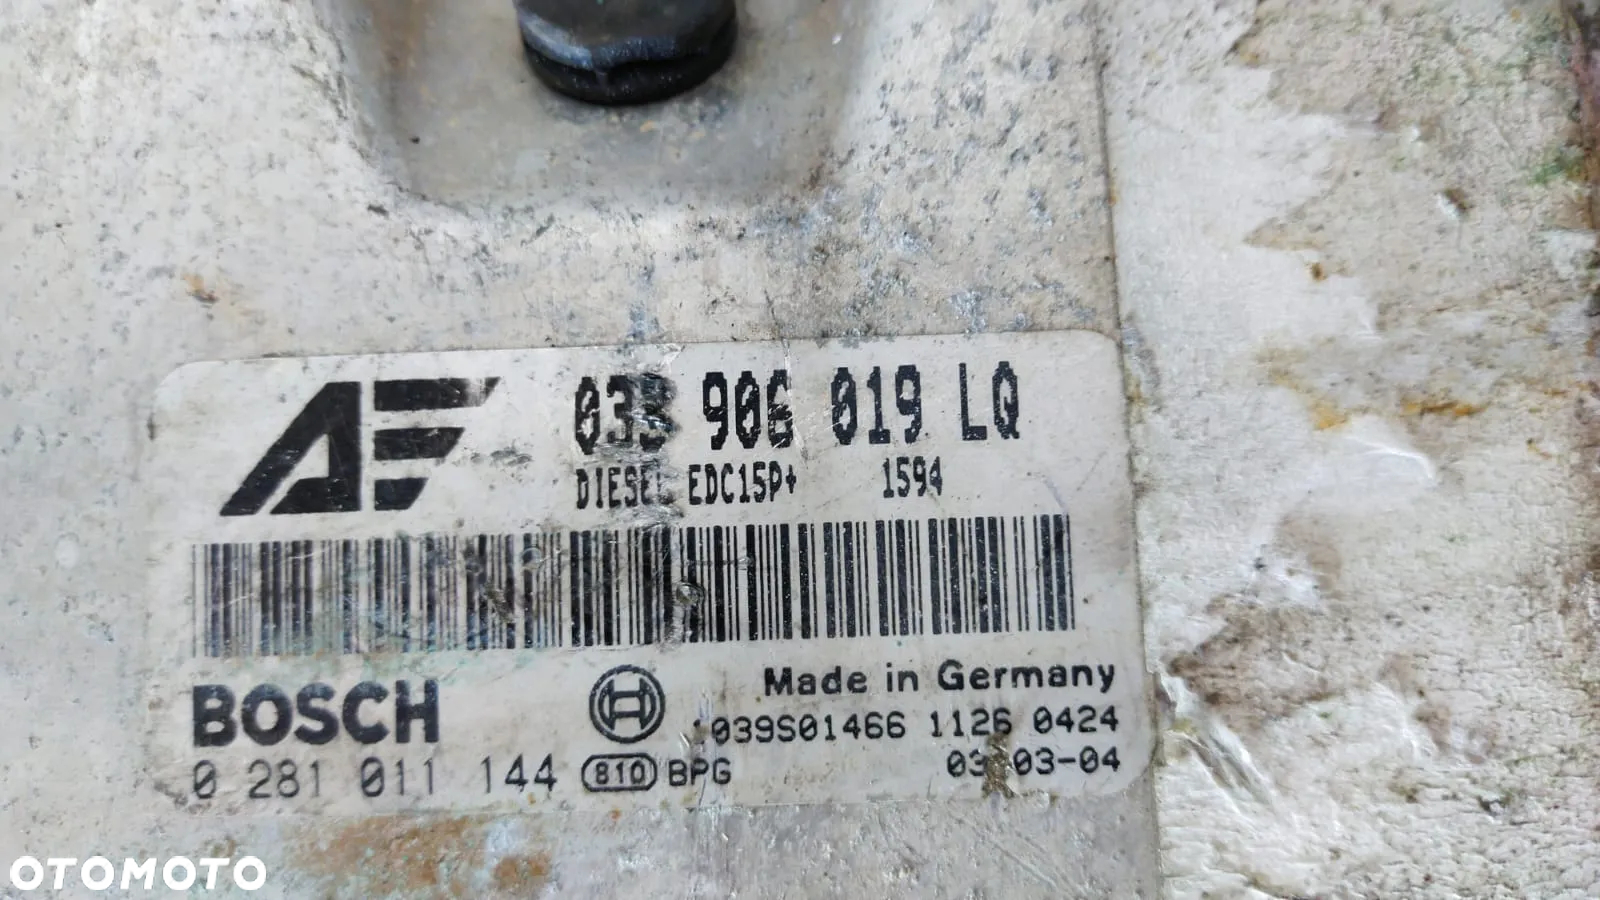 AF 033 906 019 LQ
DIESEL EDC15P+ 1594
BOSCH
Made in Germany
1039S01466 1126 0424
0 281 011 144 810 BPG
03-03-04
OTOMOTO